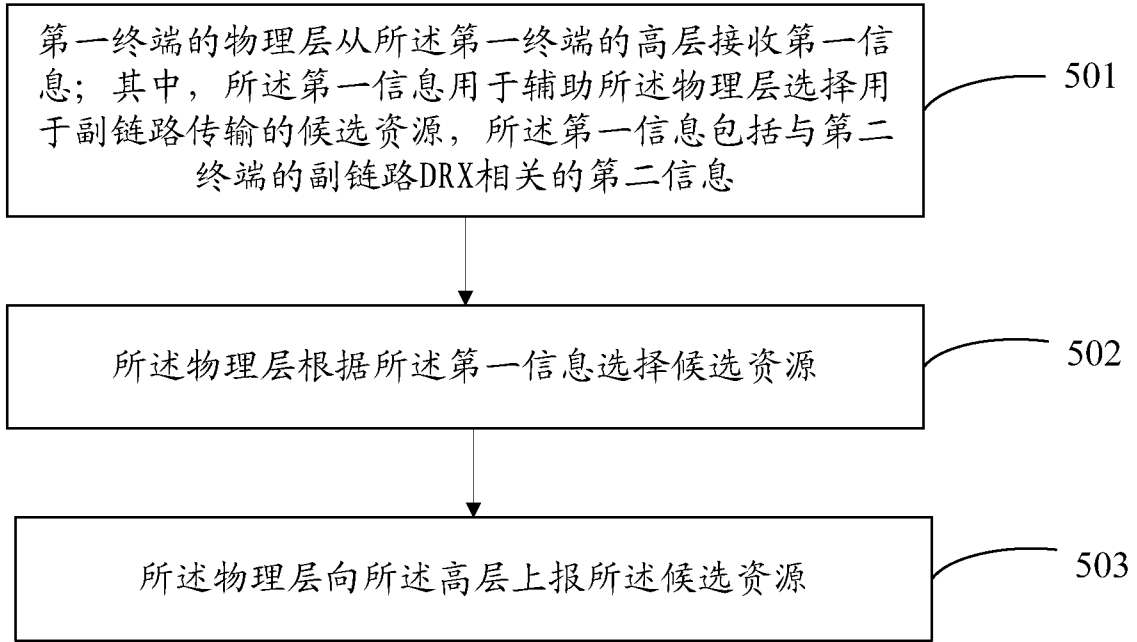 第一终端的物理层从所述第一终端的高层接收第一信
息；其中，所述第一信息用于辅助所述物理层选择用
于副链路传输的候选资源，所述第一信息包括与第二
终端的副链路DRX相关的第二信息
501
所述物理层根据所述第一信息选择候选资源
502
所述物理层向所述高层上报所述候选资源
503